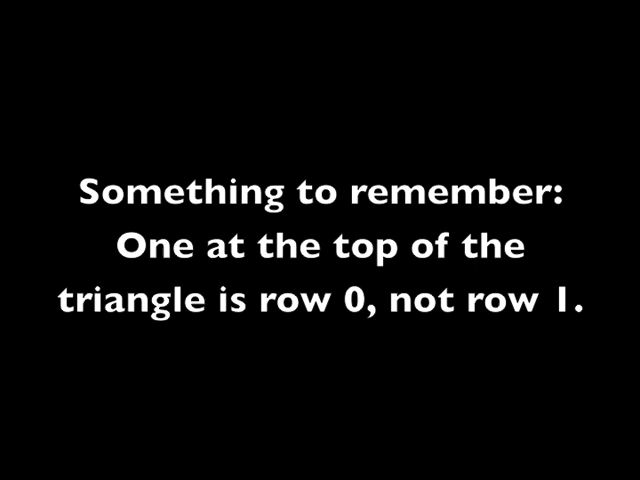 Something to remember:
One at the top of the
triangle is row 0, not row 1.